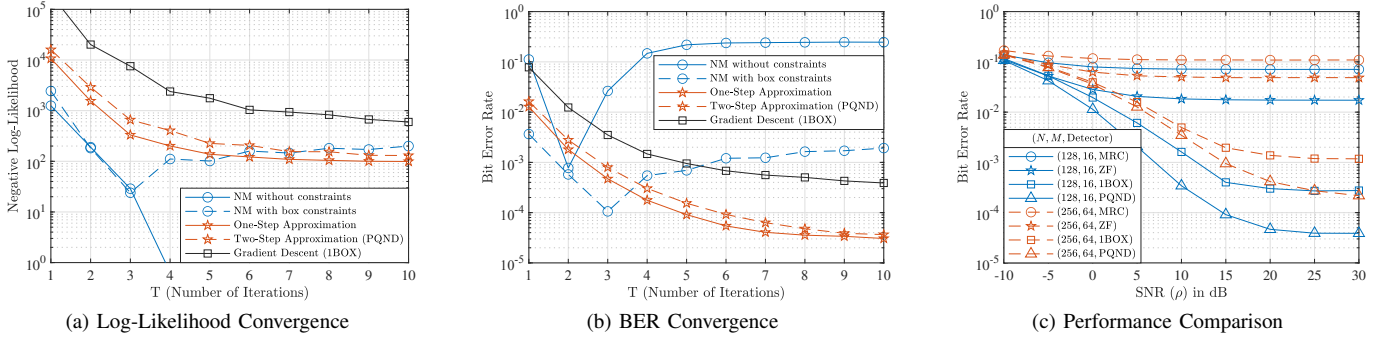 Negative Log-Likelihood
10^4
10^3
10^2
10^1
10^0
1 2 3 4 5 6 7 8 9 10
T (Number of Iterations)
NM without constraints
NM with box constraints
One-Step Approximation
Two-Step Approximation (PQND)
Gradient Descent (1BOX)
(a) Log-Likelihood Convergence
Bit Error Rate
10^0
10^-1
10^-2
10^-3
10^-4
10^-5
1 2 3 4 5 6 7 8 9 10
T (Number of Iterations)
NM without constraints
NM with box constraints
One-Step Approximation
Two-Step Approximation (PQND)
Gradient Descent (1BOX)
(b) BER Convergence
Bit Error Rate
10^0
10^-1
10^-2
10^-3
10^-4
10^-5
-10 -5 0 5 10 15 20 25 30
SNR (ρ) in dB
(N, M, Detector)
(128, 16, MRC)
(128, 16, ZF)
(128, 16, 1BOX)
(128, 16, PQND)
(256, 64, MRC)
(256, 64, ZF)
(256, 64, 1BOX)
(256, 64, PQND)
(c) Performance Comparison